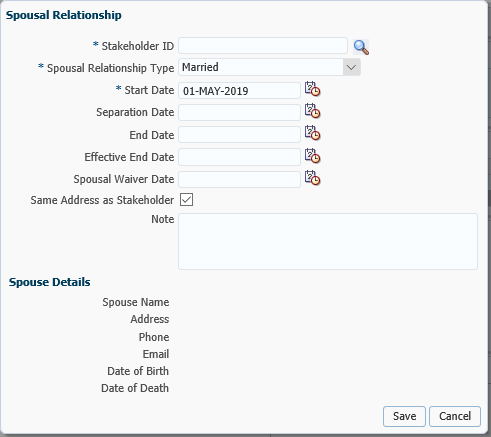 Spousal Relationship
* Stakeholder ID
* Spousal Relationship Type Married
* Start Date 01-MAY-2019
Separation Date
End Date
Effective End Date
Spousal Waiver Date
Same Address as Stakeholder
Note
Spouse Details
Spouse Name
Address
Phone
Email
Date of Birth
Date of Death
Save Cancel